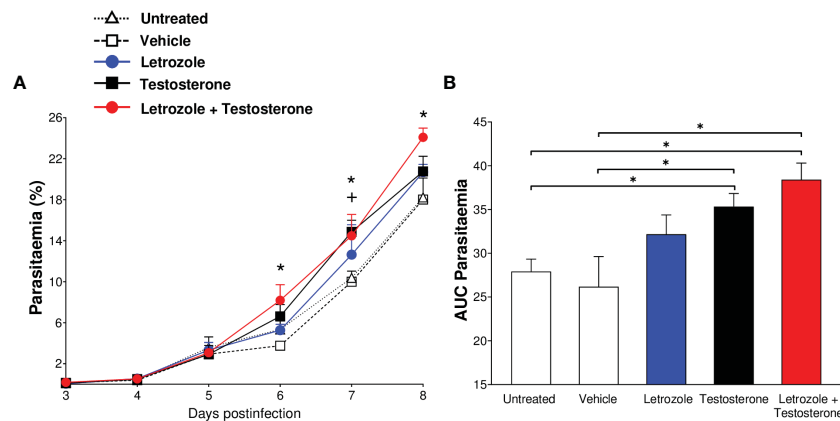 Untreated
Vehicle
Letrozole
Testosterone
Letrozole + Testosterone
A
Parasitaemia (%)
26
22
18
14
10
6
2
*
*
+
*
3 4 5 6 7 8
Days postinfection
B
AUC Parasitaemia
45
40
35
30
25
20
15
*
*
*
*
Untreated Vehicle Letrozole Testosterone Letrozole +
Testosterone